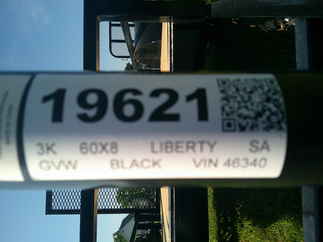 19621
3K 60X8 LIBERTY SA
GVW BLACK VIN 46340